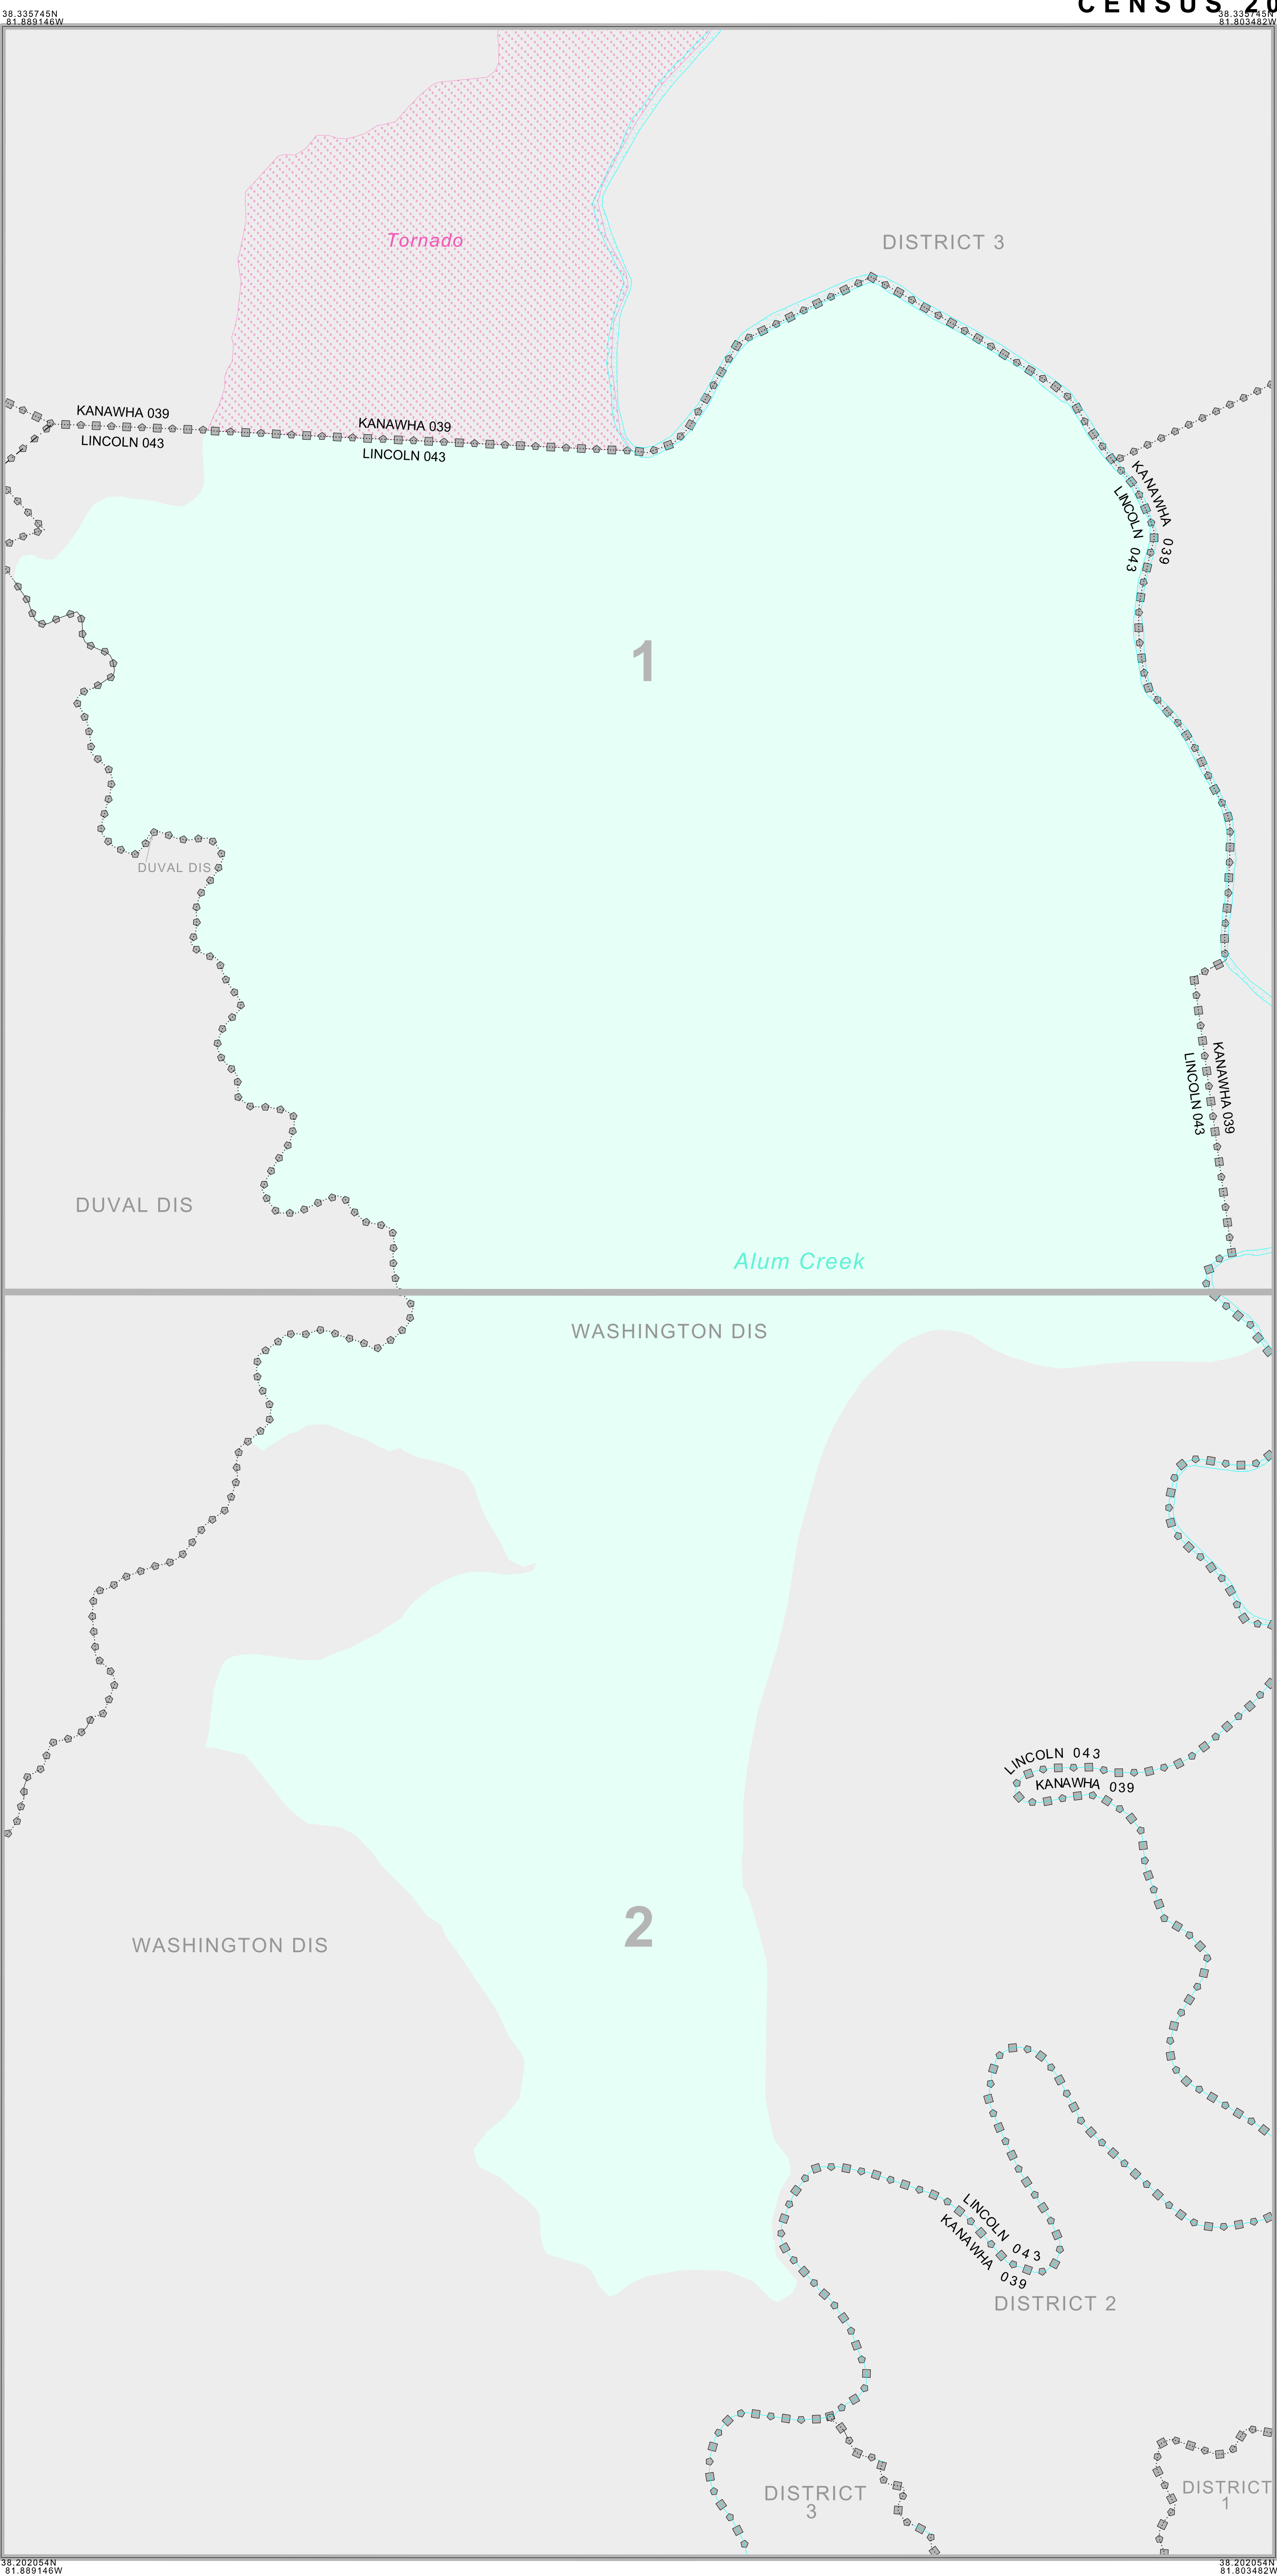 CENSUS 20
38.335745N
81.889146W
38.335745N
81.803482W
Tornado
DISTRICT 3
KANAWHA 039
LINCOLN 043
KANAWHA 039
LINCOLN 043
KANAWHA 039
LINCOLN 043
1
DUVAL DIS
KANAWHA 039
LINCOLN 043
DUVAL DIS
Alum Creek
WASHINGTON DIS
LINCOLN 043
KANAWHA 039
2
WASHINGTON DIS
LINCOLN 043
KANAWHA 039
DISTRICT 2
DISTRICT
3
DISTRICT
1
38.202054N
81.889146W
38.202054N
81.803482W